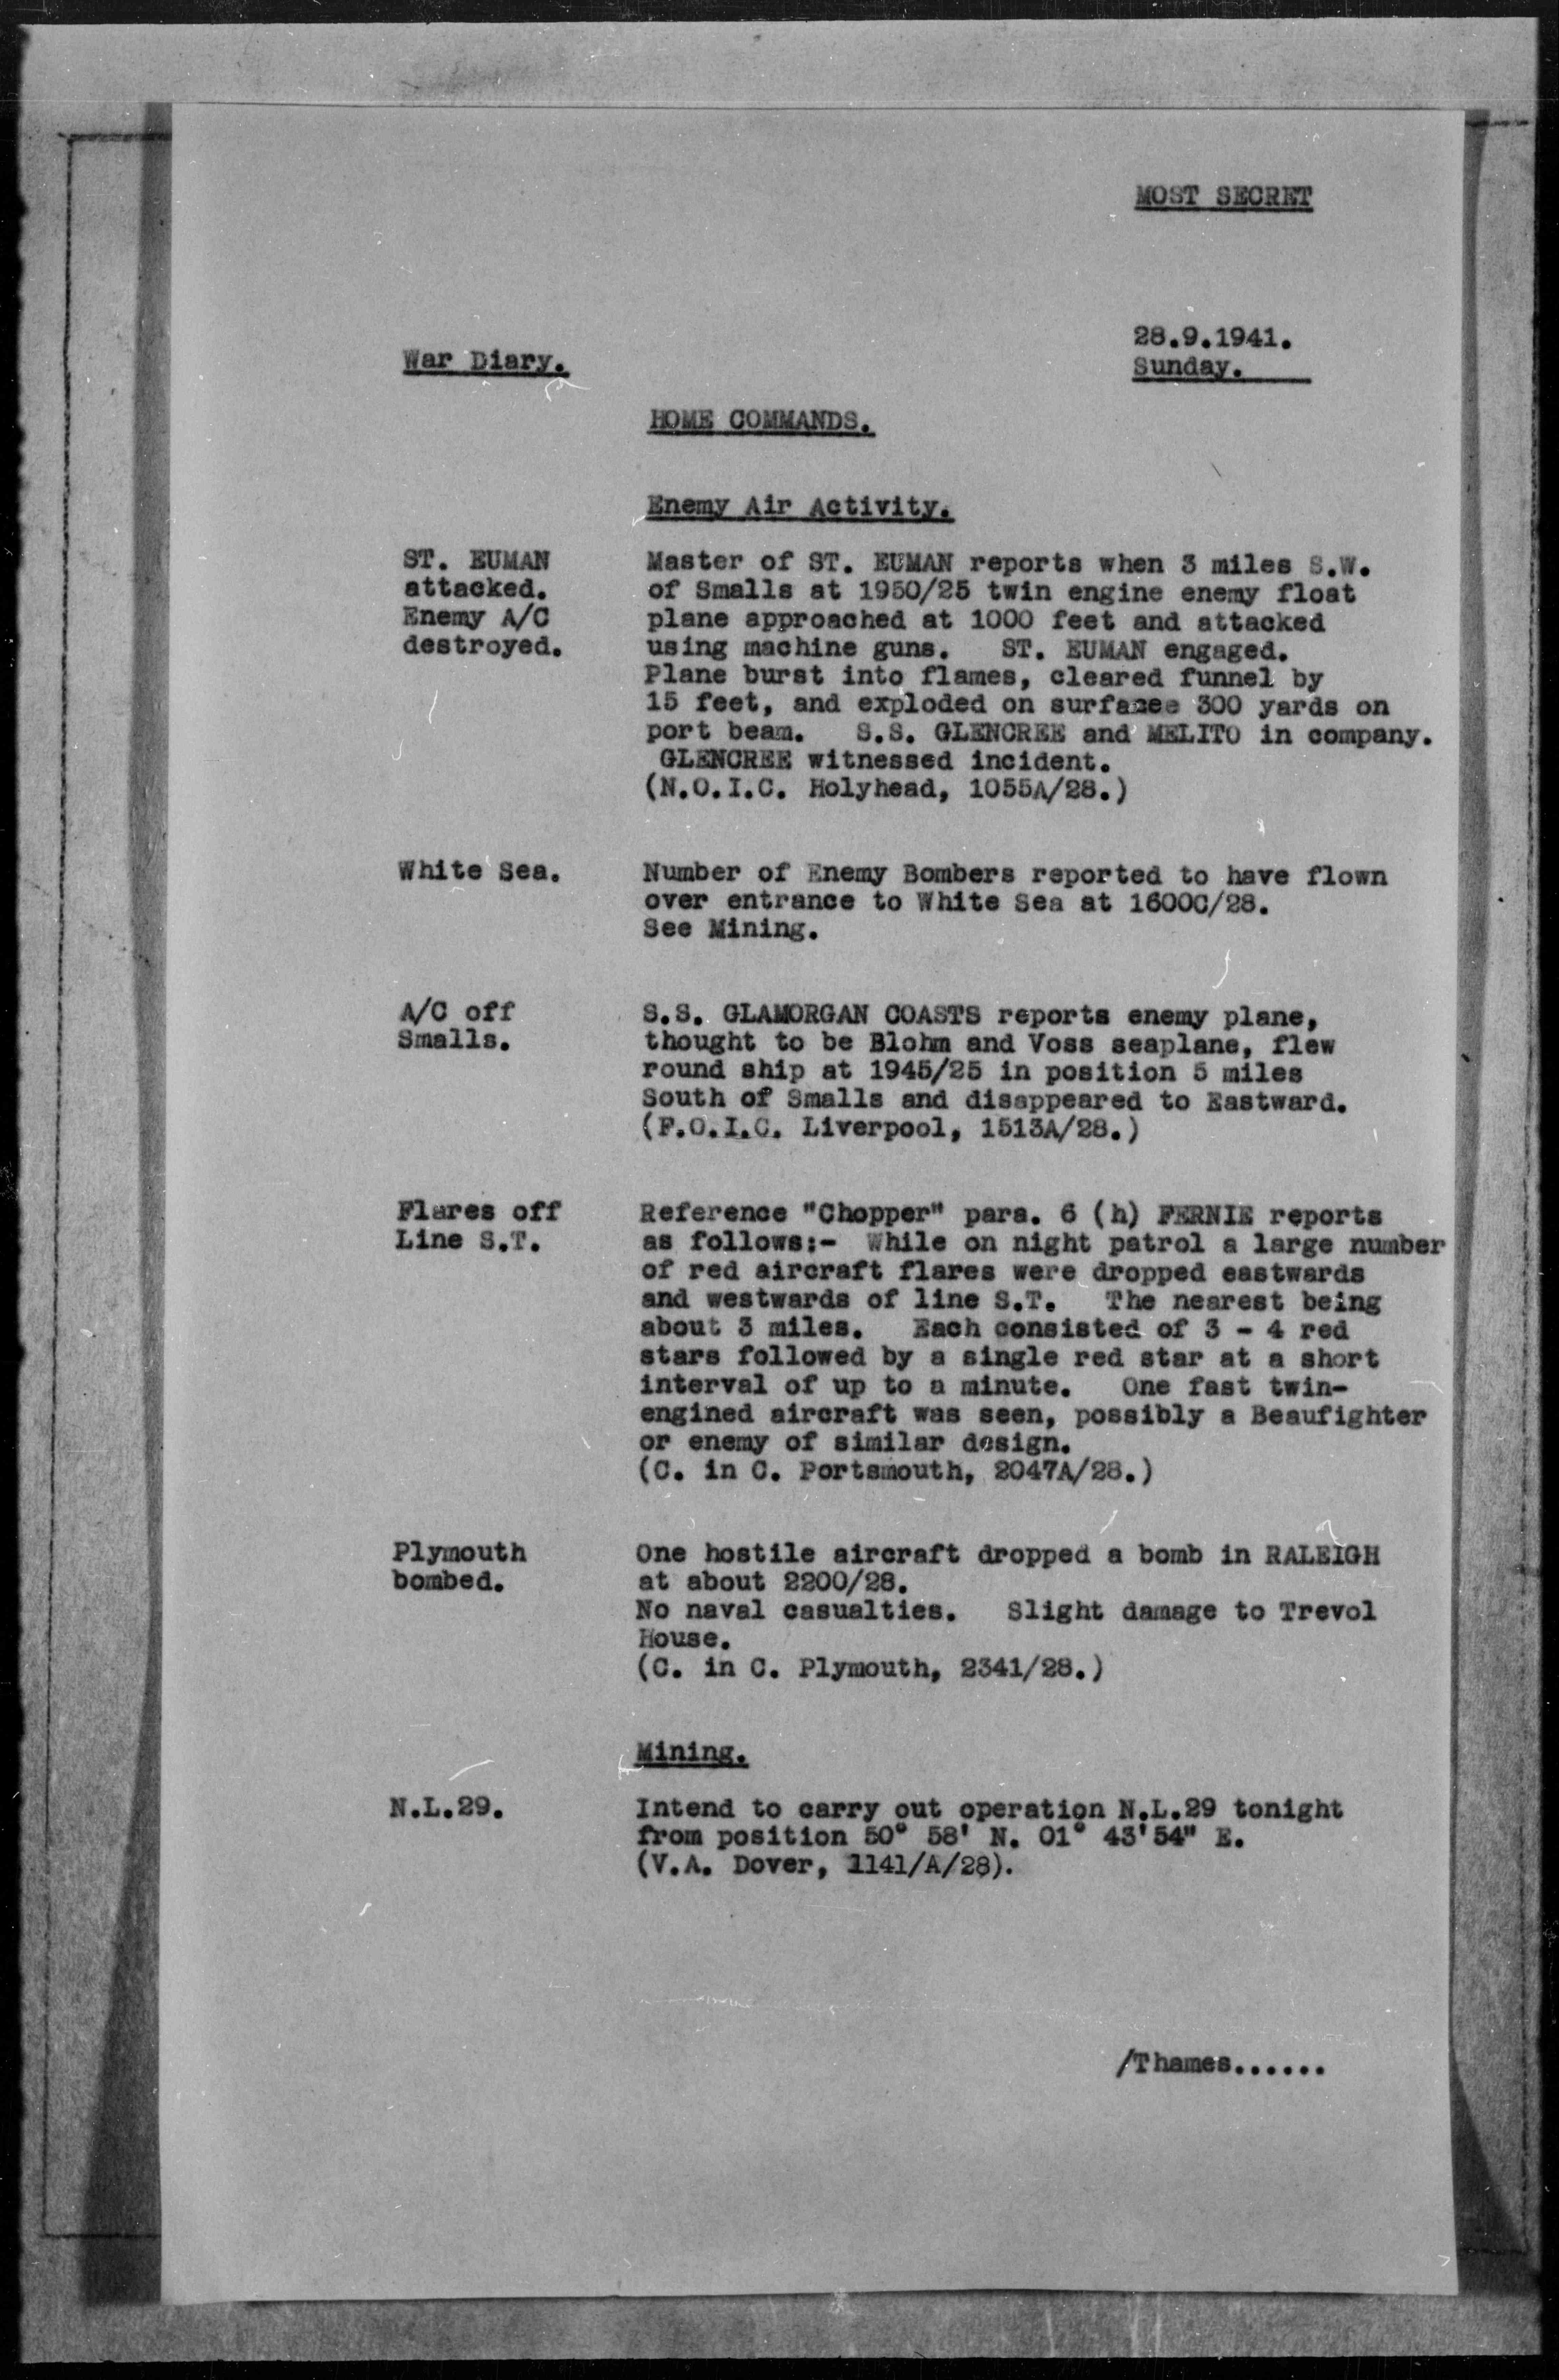 MOST SECRET
28.9.1941.
War Diary.
Sunday.
HOME COMMANDS.
Enemy Air Activity.
ST. EUMAN
attacked.
Enemy A/C
destroyed.
Master of ST. EUMAN reports when 3 miles S.W.
of Smalls at 1950/25 twin engine enemy float
plane approached at 1000 feet and attacked
using machine guns. ST. EUMAN engaged.
Plane burst into flames, cleared funnel by
15 feet, and exploded on surface 300 yards on
port beam. S.S. GLENCREE and MELITO in company.
GLENCREE witnessed incident.
(N.O.I.C. Holyhead, 1055A/28.)
White Sea.
Number of Enemy Bombers reported to have flown
over entrance to White Sea at 1600C/28.
See Mining.
A/C off
Smalls.
S.S. GLAMORGAN COASTS reports enemy plane,
thought to be Blohm and Voss seaplane, flew
round ship at 1945/25 in position 5 miles
South of Smalls and disappeared to Eastward.
(F.O.I.C. Liverpool, 1513A/28.)
Flares off
Line S.T.
Reference "Chopper" para. 6 (h) FERNIE reports
as follows:- While on night patrol a large number
of red aircraft flares were dropped eastwards
and westwards of line S.T. The nearest being
about 3 miles. Each consisted of 3 - 4 red
stars followed by a single red star at a short
interval of up to a minute. One fast twin-
engined aircraft was seen, possibly a Beaufighter
or enemy of similar design.
(C. in C. Portsmouth, 2047A/28.)
Plymouth
bombed.
One hostile aircraft dropped a bomb in RALEIGH
at about 2200/28.
No naval casualties. Slight damage to Trevol
House.
(C. in C. Plymouth, 2341/28.)
Mining.
N.L.29.
Intend to carry out operation N.L.29 tonight
from position 50° 58' N. 01° 43'54" E.
(V.A. Dover, 1141/A/28).
/Thames......